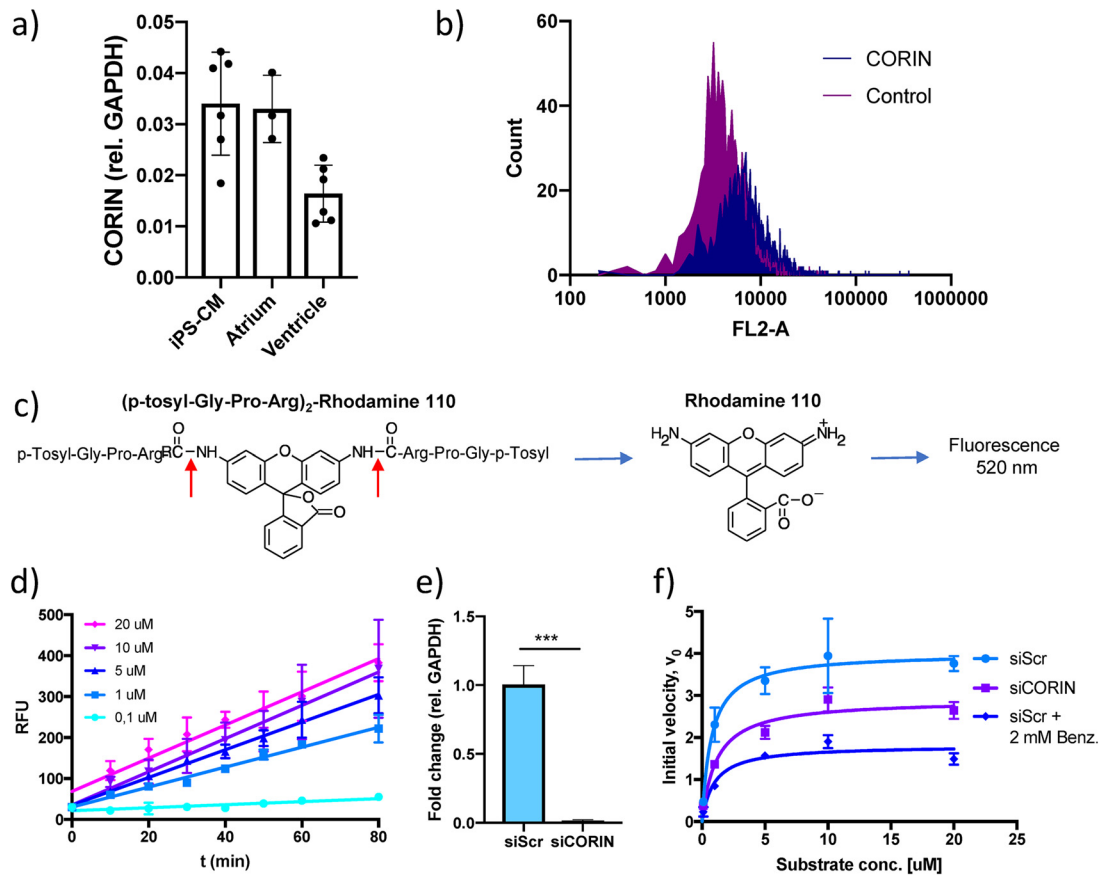 a)
CORIN (rel. GAPDH)
0.05
0.04
0.03
0.02
0.01
0.00
iPS-CM
Atrium
Ventricle
b)
Count
60
40
20
0
100
1000
10000
100000
1000000
FL2-A
CORIN
Control
c)
(p-tosyl-Gly-Pro-Arg)₂-Rhodamine 110
p-Tosyl-Gly-Pro-Arg
O
C
NH
O
NH
O
C-Arg-Pro-Gly-p-Tosyl
O
O
Rhodamine 110
H₂N
O
NH₂
+
C
O⁻
O
Fluorescence
520 nm
d)
RFU
500
400
300
200
100
0
0
20
40
60
80
t (min)
20 uM
10 uM
5 uM
1 uM
0,1 uM
e)
Fold change (rel. GAPDH)
1.5
1.0
0.5
0.0
***
siScr
siCORIN
f)
Initial velocity, v₀
5
4
3
2
1
0
0
5
10
15
20
25
Substrate conc. [uM]
siScr
siCORIN
siScr +
2 mM Benz.